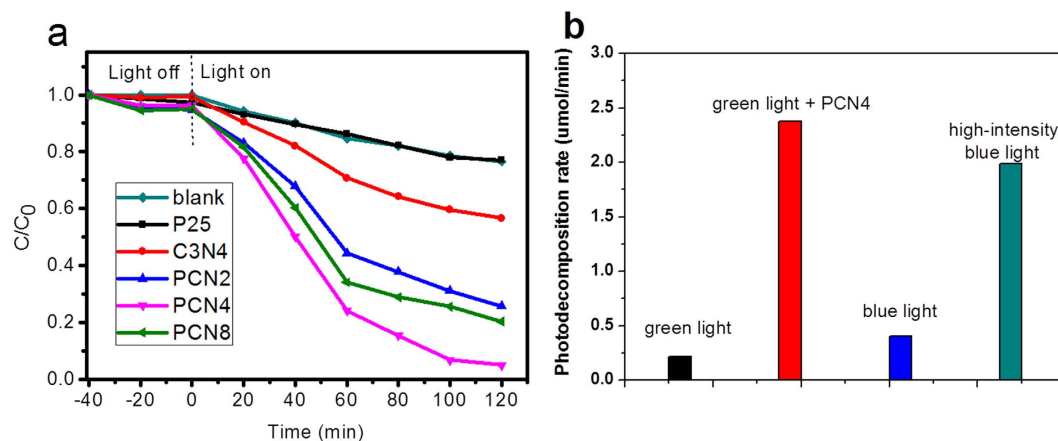 a
Light off
Light on
C/C0
1.0
0.8
0.6
0.4
0.2
0.0
blank
P25
C3N4
PCN2
PCN4
PCN8
-40 -20 0 20 40 60 80 100 120
Time (min)
b
Photodecomposition rate (umol/min)
3.0
2.5
2.0
1.5
1.0
0.5
0.0
green light
green light + PCN4
blue light
high-intensity
blue light